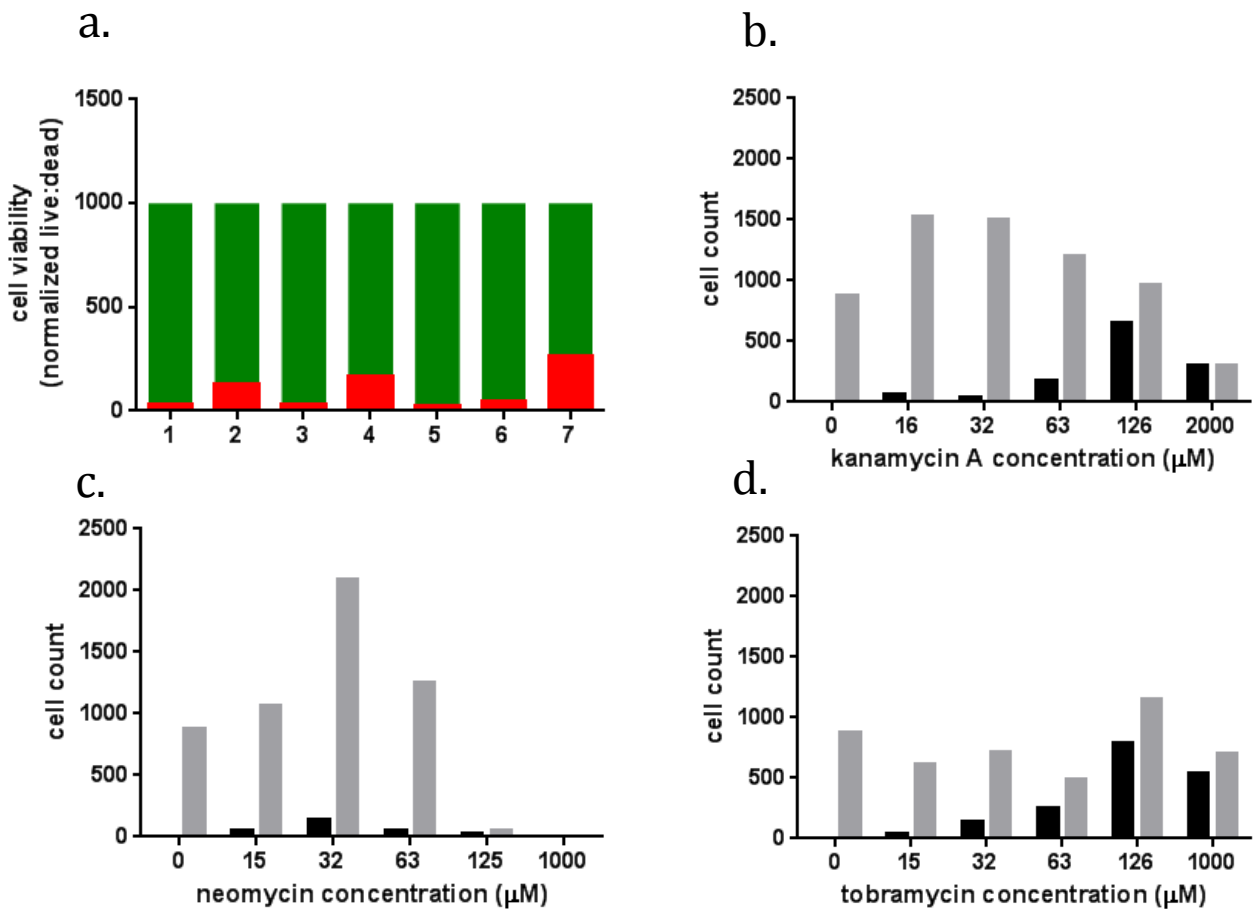 a.
1500
1000
500
0
cell viability
(normalized live:dead)
1 2 3 4 5 6 7
b.
2500
2000
1500
1000
500
0
cell count
0 16 32 63 126 2000
kanamycin A concentration (µM)
c.
2500
2000
1500
1000
500
0
cell count
0 15 32 63 125 1000
neomycin concentration (µM)
d.
2500
2000
1500
1000
500
0
cell count
0 15 32 63 126 1000
tobramycin concentration (µM)